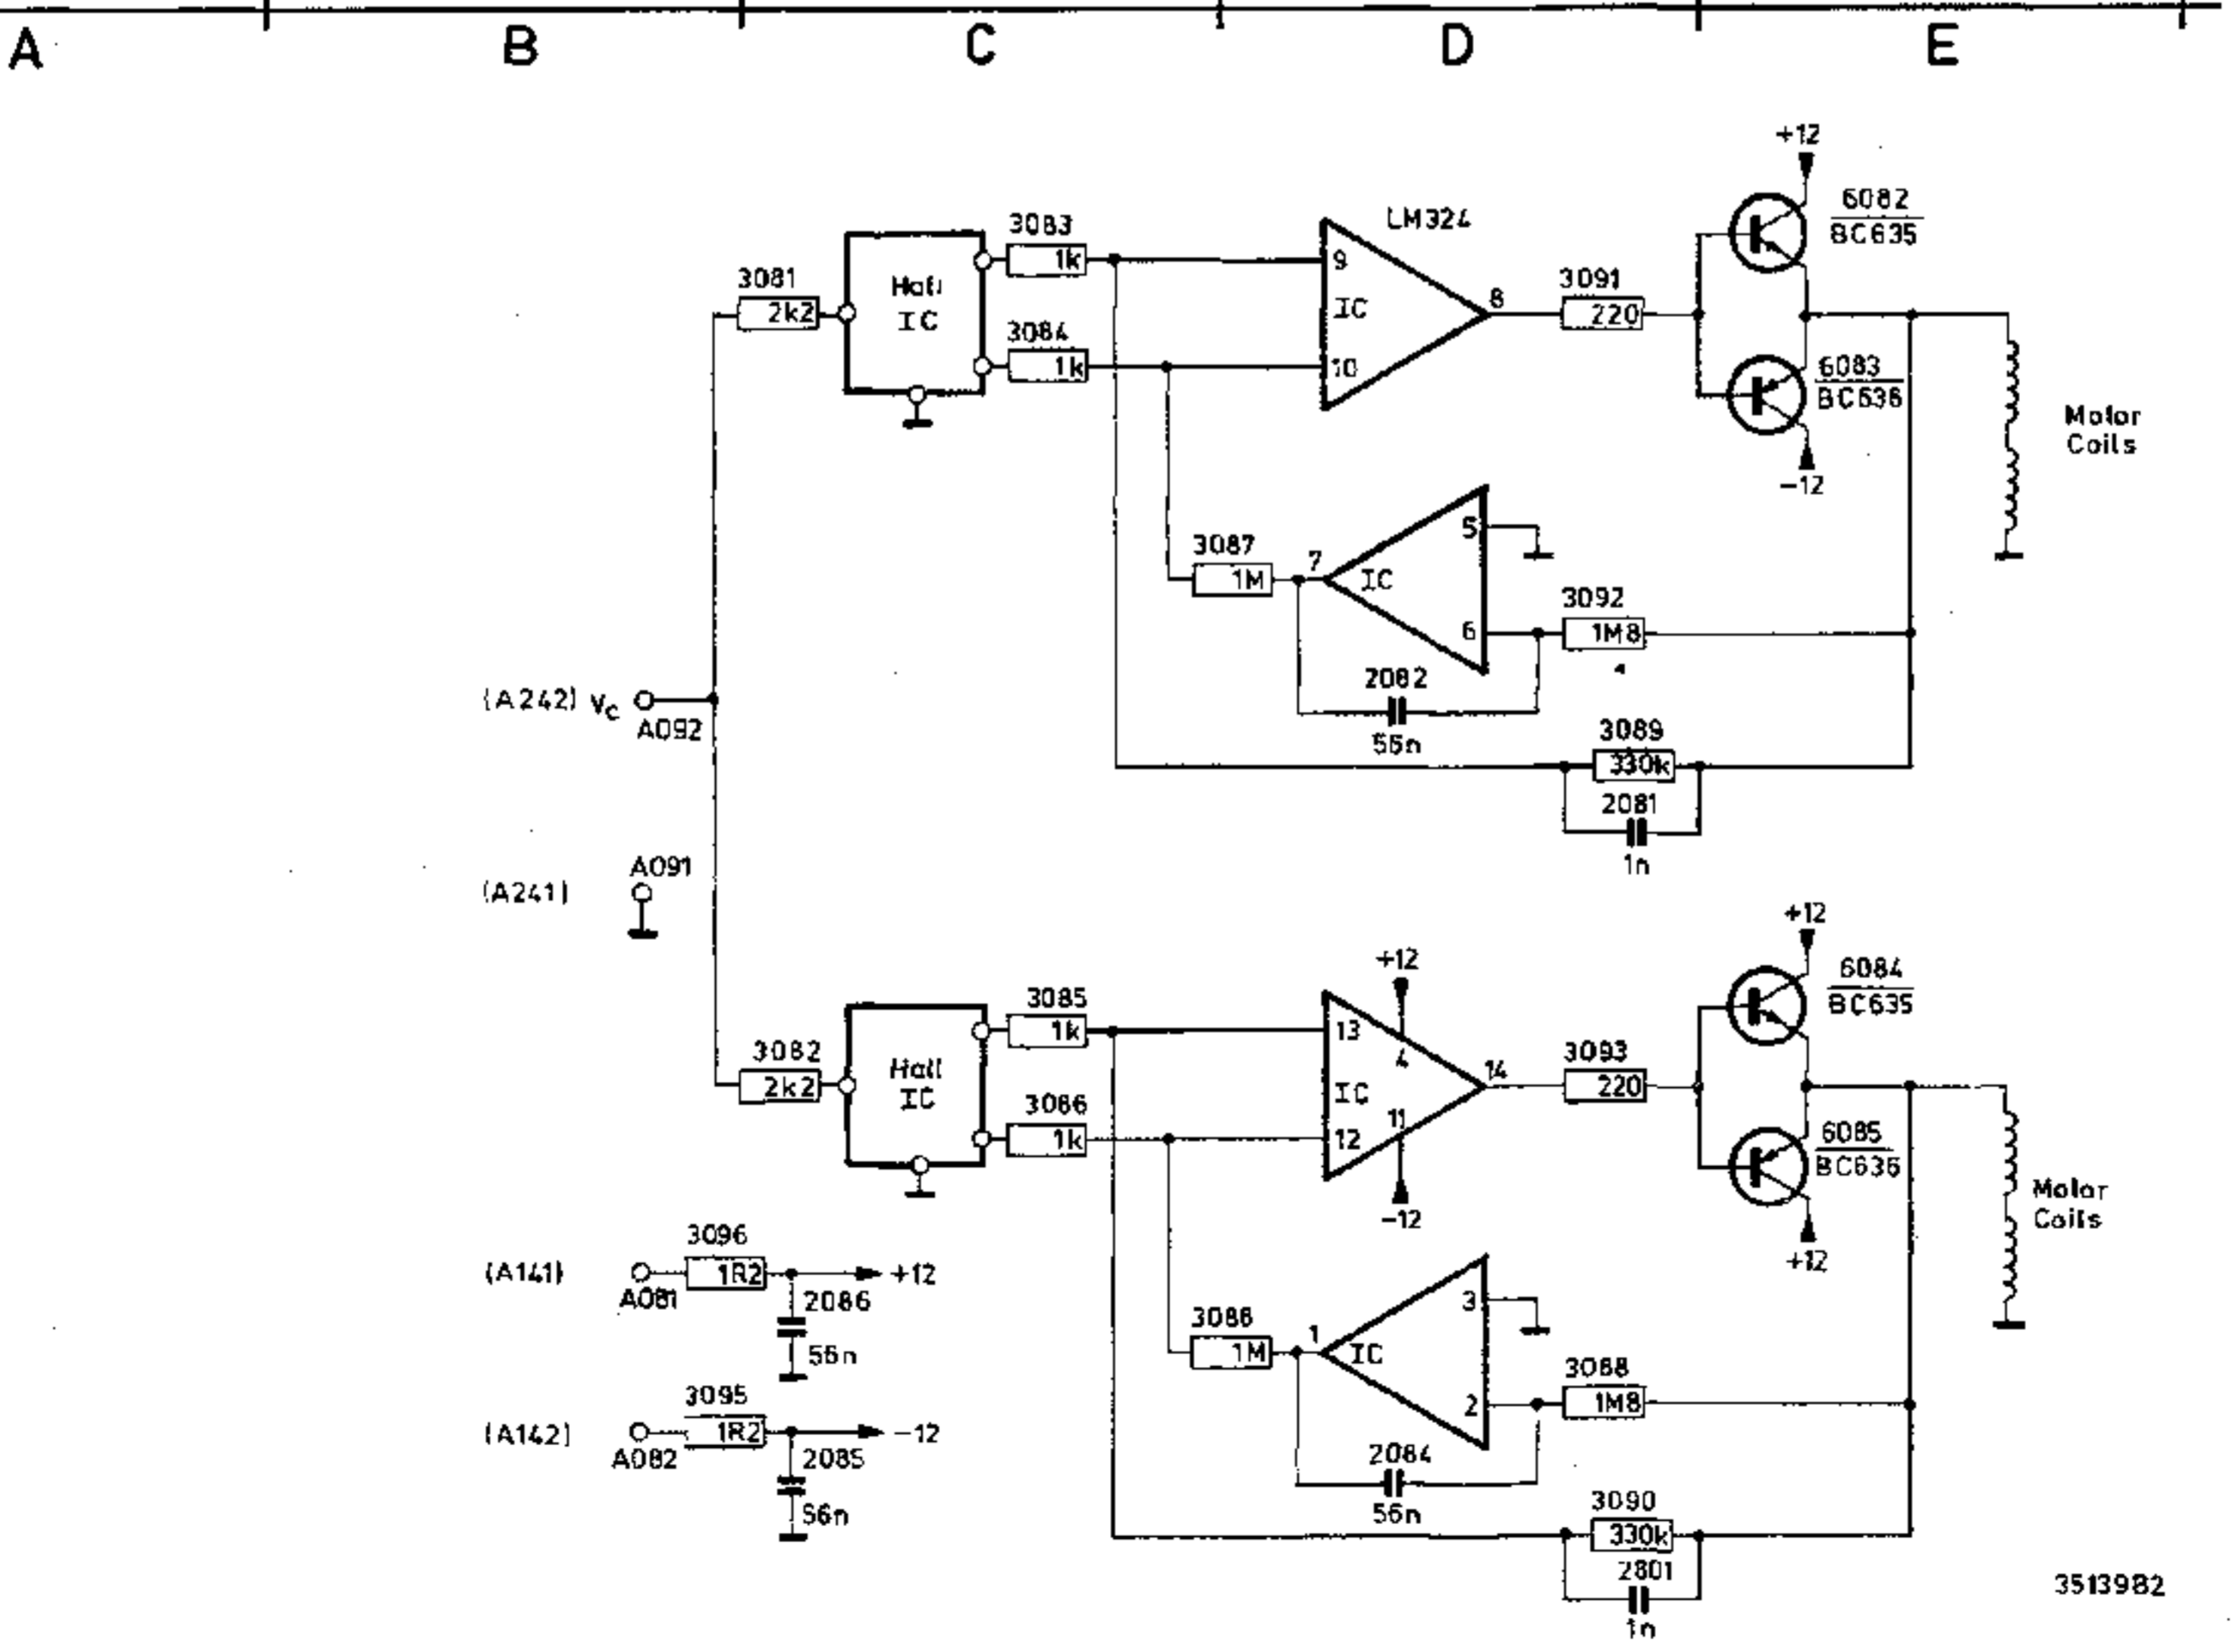 A B C D E
+12
6082
BC635
LM324
3083
1k
9
Hall
IC
3081
2k2
IC
8
3091
220
3084
1k
10
6083
BC636
-12
Motor
Coils
5
3087
1M
7
IC
3092
1M8
6
2082
56n
(A242) Vc
A092
3089
330k
2081
1n
A091
(A241)
+12
+12
6084
BC635
3085
1k
13
4
14
3082
2k2
Hall
IC
IC
3093
220
3086
1k
11
12
6085
BC636
-12
+12
Motor
Coils
3096
(A141)
1R2
+12
A081
2086
56n
3
3086
1M
1
IC
3088
1M8
2
3095
(A142)
1R2
-12
A082
2085
56n
2084
56n
3090
330k
2801
1n
3513982